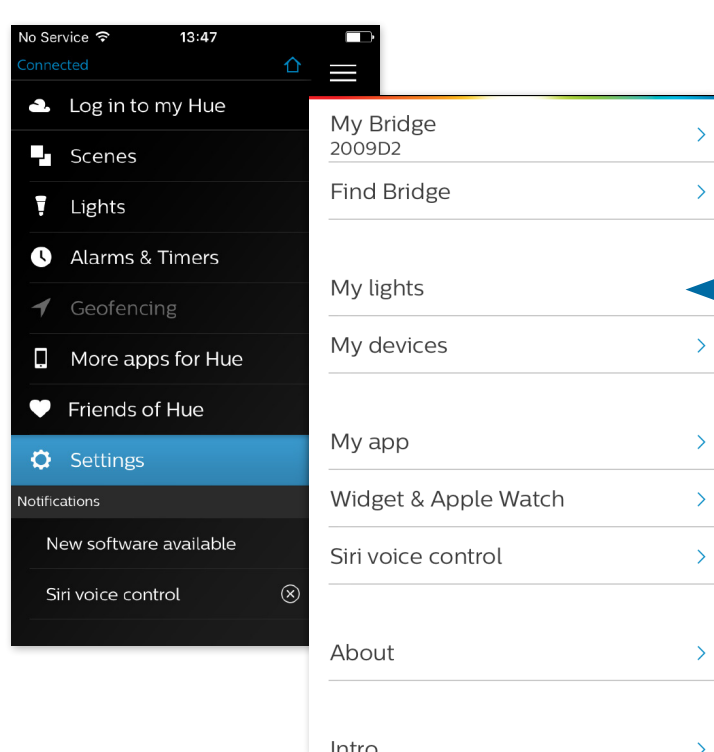 No Service 13:47
Connected
Log in to my Hue
Scenes
Lights
Alarms & Timers
Geofencing
More apps for Hue
Friends of Hue
Settings
Notifications
New software available
Siri voice control
My Bridge
2009D2
Find Bridge
My lights
My devices
My app
Widget & Apple Watch
Siri voice control
About
Intro